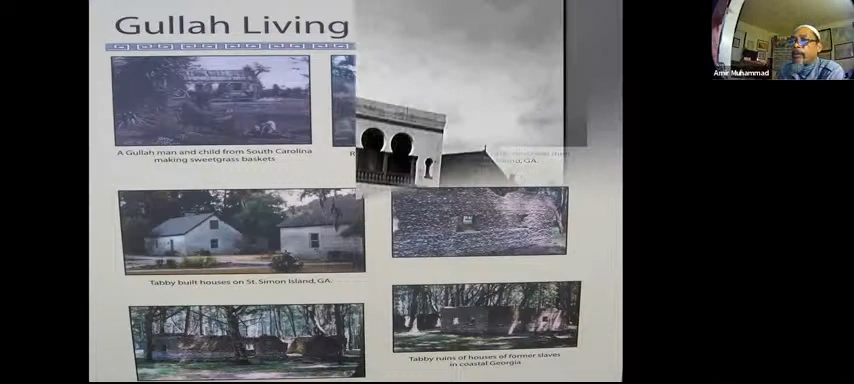 Gullah Living
Amir Muhammad
A Gullah man and child from South Carolina
making sweetgrass baskets
GA.
Tabby built houses on St. Simon Island, GA.
Tabby ruins of houses of former slaves
in coastal Georgia